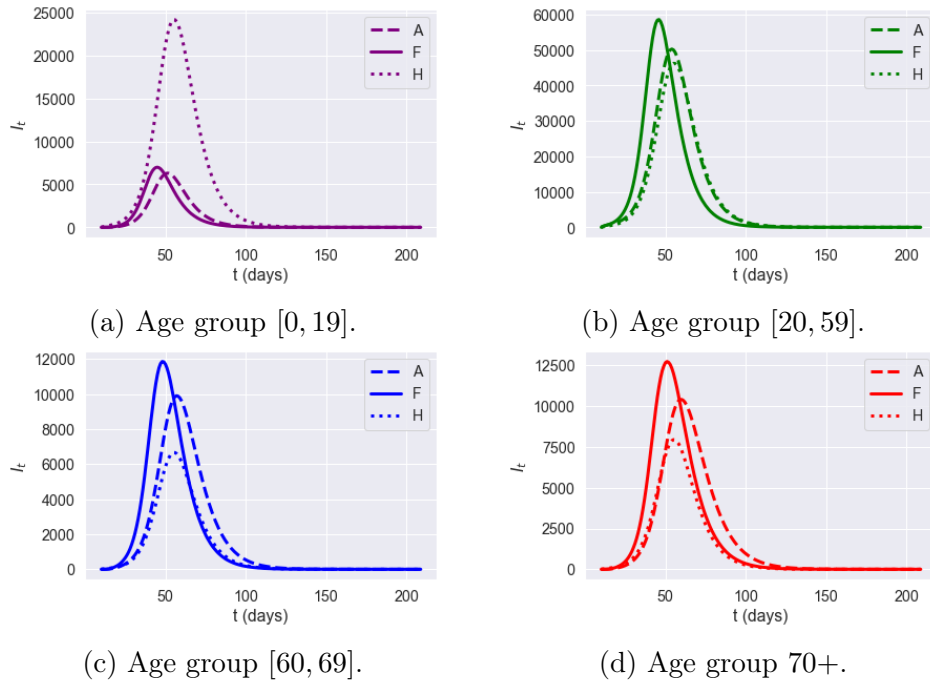 25000
20000
15000
10000
5000
0
I_t
A
F
H
50 100 150 200
t (days)
(a) Age group [0, 19].
60000
50000
40000
30000
20000
10000
0
I_t
A
F
H
50 100 150 200
t (days)
(b) Age group [20, 59].
12000
10000
8000
6000
4000
2000
0
I_t
A
F
H
50 100 150 200
t (days)
(c) Age group [60, 69].
12500
10000
7500
5000
2500
0
I_t
A
F
H
50 100 150 200
t (days)
(d) Age group 70+.